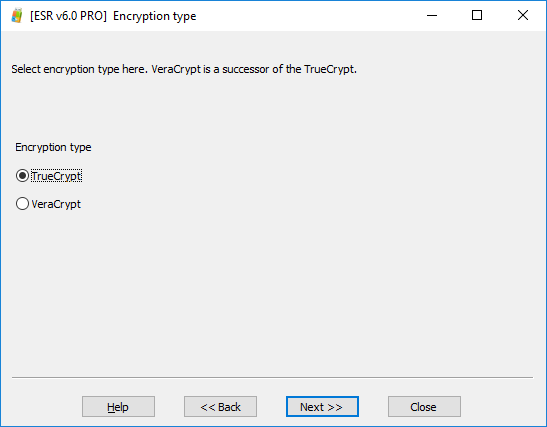 [ESR v6.0 PRO]  Encryption type
Select encryption type here. VeraCrypt is a successor of the TrueCrypt.
Encryption type
TrueCrypt
VeraCrypt
Help
<< Back
Next >>
Close